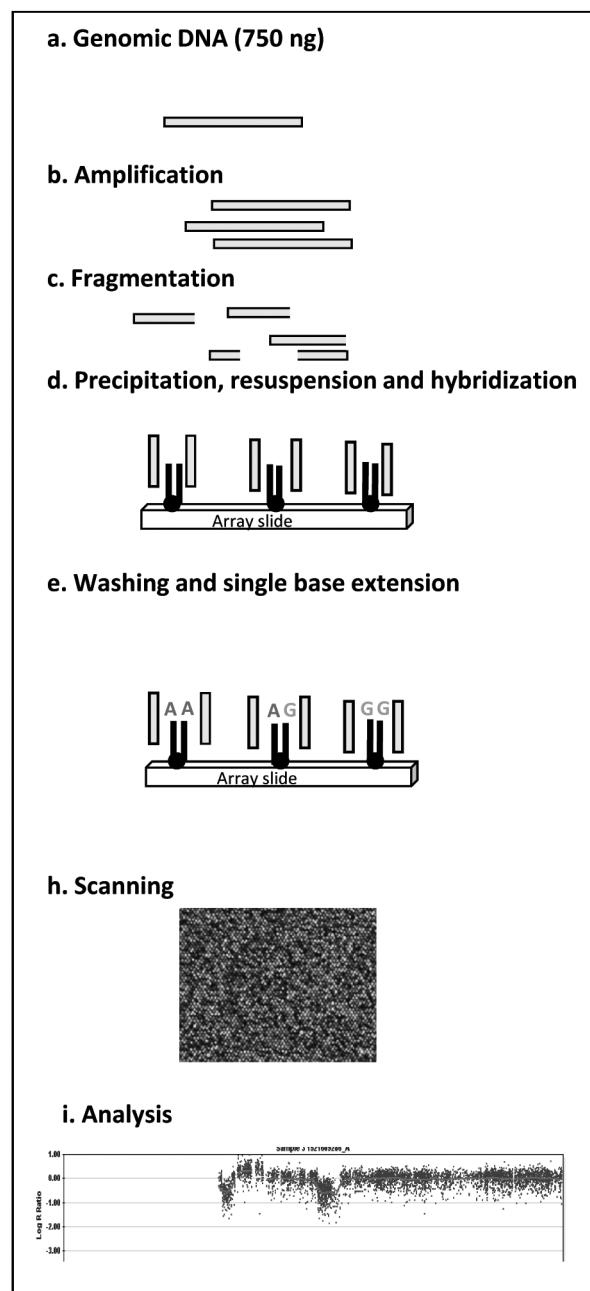 a. Genomic DNA (750 ng)
b. Amplification
c. Fragmentation
d. Precipitation, resuspension and hybridization
Array slide
e. Washing and single base extension
A A A G G G
Array slide
h. Scanning
i. Analysis
1.00
0.00
-1.00
-2.00
-3.00
Log R Ratio